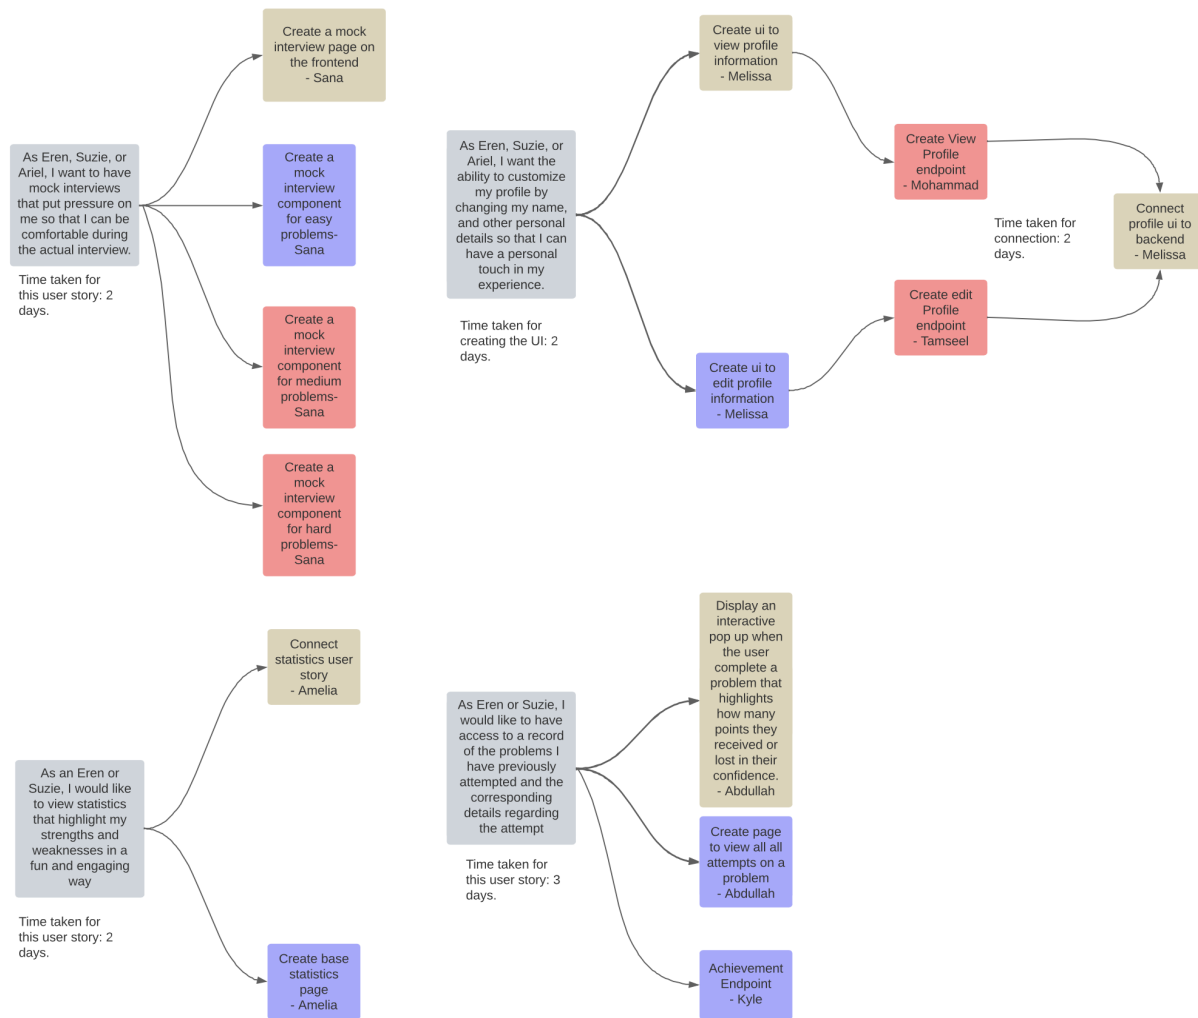 Create a mock
interview page on
the frontend
- Sana
As Eren, Suzie, or
Ariel, I want to have
mock interviews
that put pressure on
me so that I can be
comfortable during
the actual interview.
Time taken for
this user story: 2
days.
Create a
mock
interview
component
for easy
problems-
Sana
Create a
mock
interview
component
for medium
problems-
Sana
Create a
mock
interview
component
for hard
problems-
Sana
Create ui to
view profile
information
- Melissa
As Eren, Suzie, or
Ariel, I want the
ability to customize
my profile by
changing my name,
and other personal
details so that I can
have a personal
touch in my
experience.
Time taken for
creating the UI: 2
days.
Create View
Profile
endpoint
- Mohammad
Time taken for
connection: 2
days.
Connect
profile ui to
backend
- Melissa
Create edit
Profile
endpoint
- Tamseel
Create ui to
edit profile
information
- Melissa
Connect
statistics user
story
- Amelia
As an Eren or
Suzie, I would like
to view statistics
that highlight my
strengths and
weaknesses in a
fun and engaging
way
Time taken for
this user story: 2
days.
Create base
statistics
page
- Amelia
Display an
interactive
pop up when
the user
complete a
problem that
highlights
how many
points they
received or
lost in their
confidence.
- Abdullah
As Eren or Suzie, I
would like to have
access to a record
of the problems I
have previously
attempted and the
corresponding
details regarding
the attempt
Time taken for
this user story: 3
days.
Create page
to view all all
attempts on a
problem
- Abdullah
Achievement
Endpoint
- Kyle